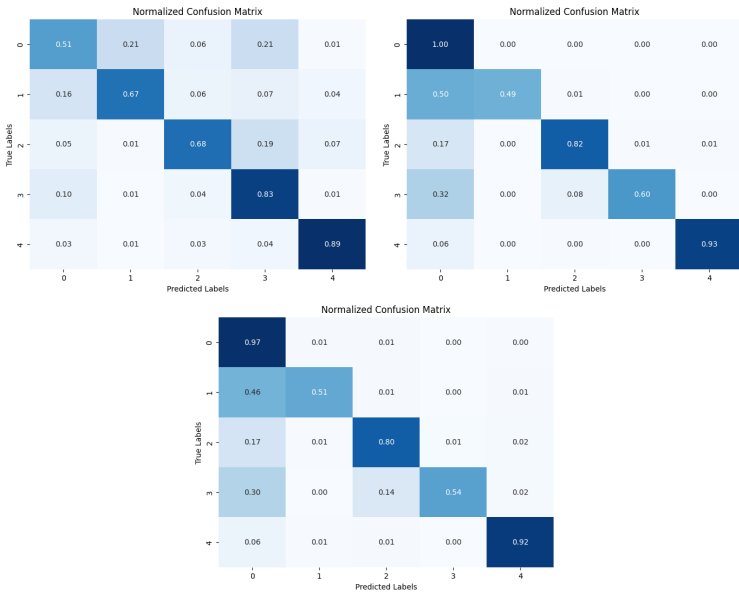 Normalized Confusion Matrix
True Labels
0 0.51 0.21 0.06 0.21 0.01
1 0.16 0.67 0.06 0.07 0.04
2 0.05 0.01 0.68 0.19 0.07
3 0.10 0.01 0.04 0.83 0.01
4 0.03 0.01 0.03 0.04 0.89
0 1 2 3 4
Predicted Labels
Normalized Confusion Matrix
True Labels
0 1.00 0.00 0.00 0.00 0.00
1 0.50 0.49 0.01 0.00 0.00
2 0.17 0.00 0.82 0.01 0.01
3 0.32 0.00 0.08 0.60 0.00
4 0.06 0.00 0.00 0.00 0.93
0 1 2 3 4
Predicted Labels
Normalized Confusion Matrix
True Labels
0 0.97 0.01 0.01 0.00 0.00
1 0.46 0.51 0.01 0.00 0.01
2 0.17 0.01 0.80 0.01 0.02
3 0.30 0.00 0.14 0.54 0.02
4 0.06 0.01 0.01 0.00 0.92
0 1 2 3 4
Predicted Labels